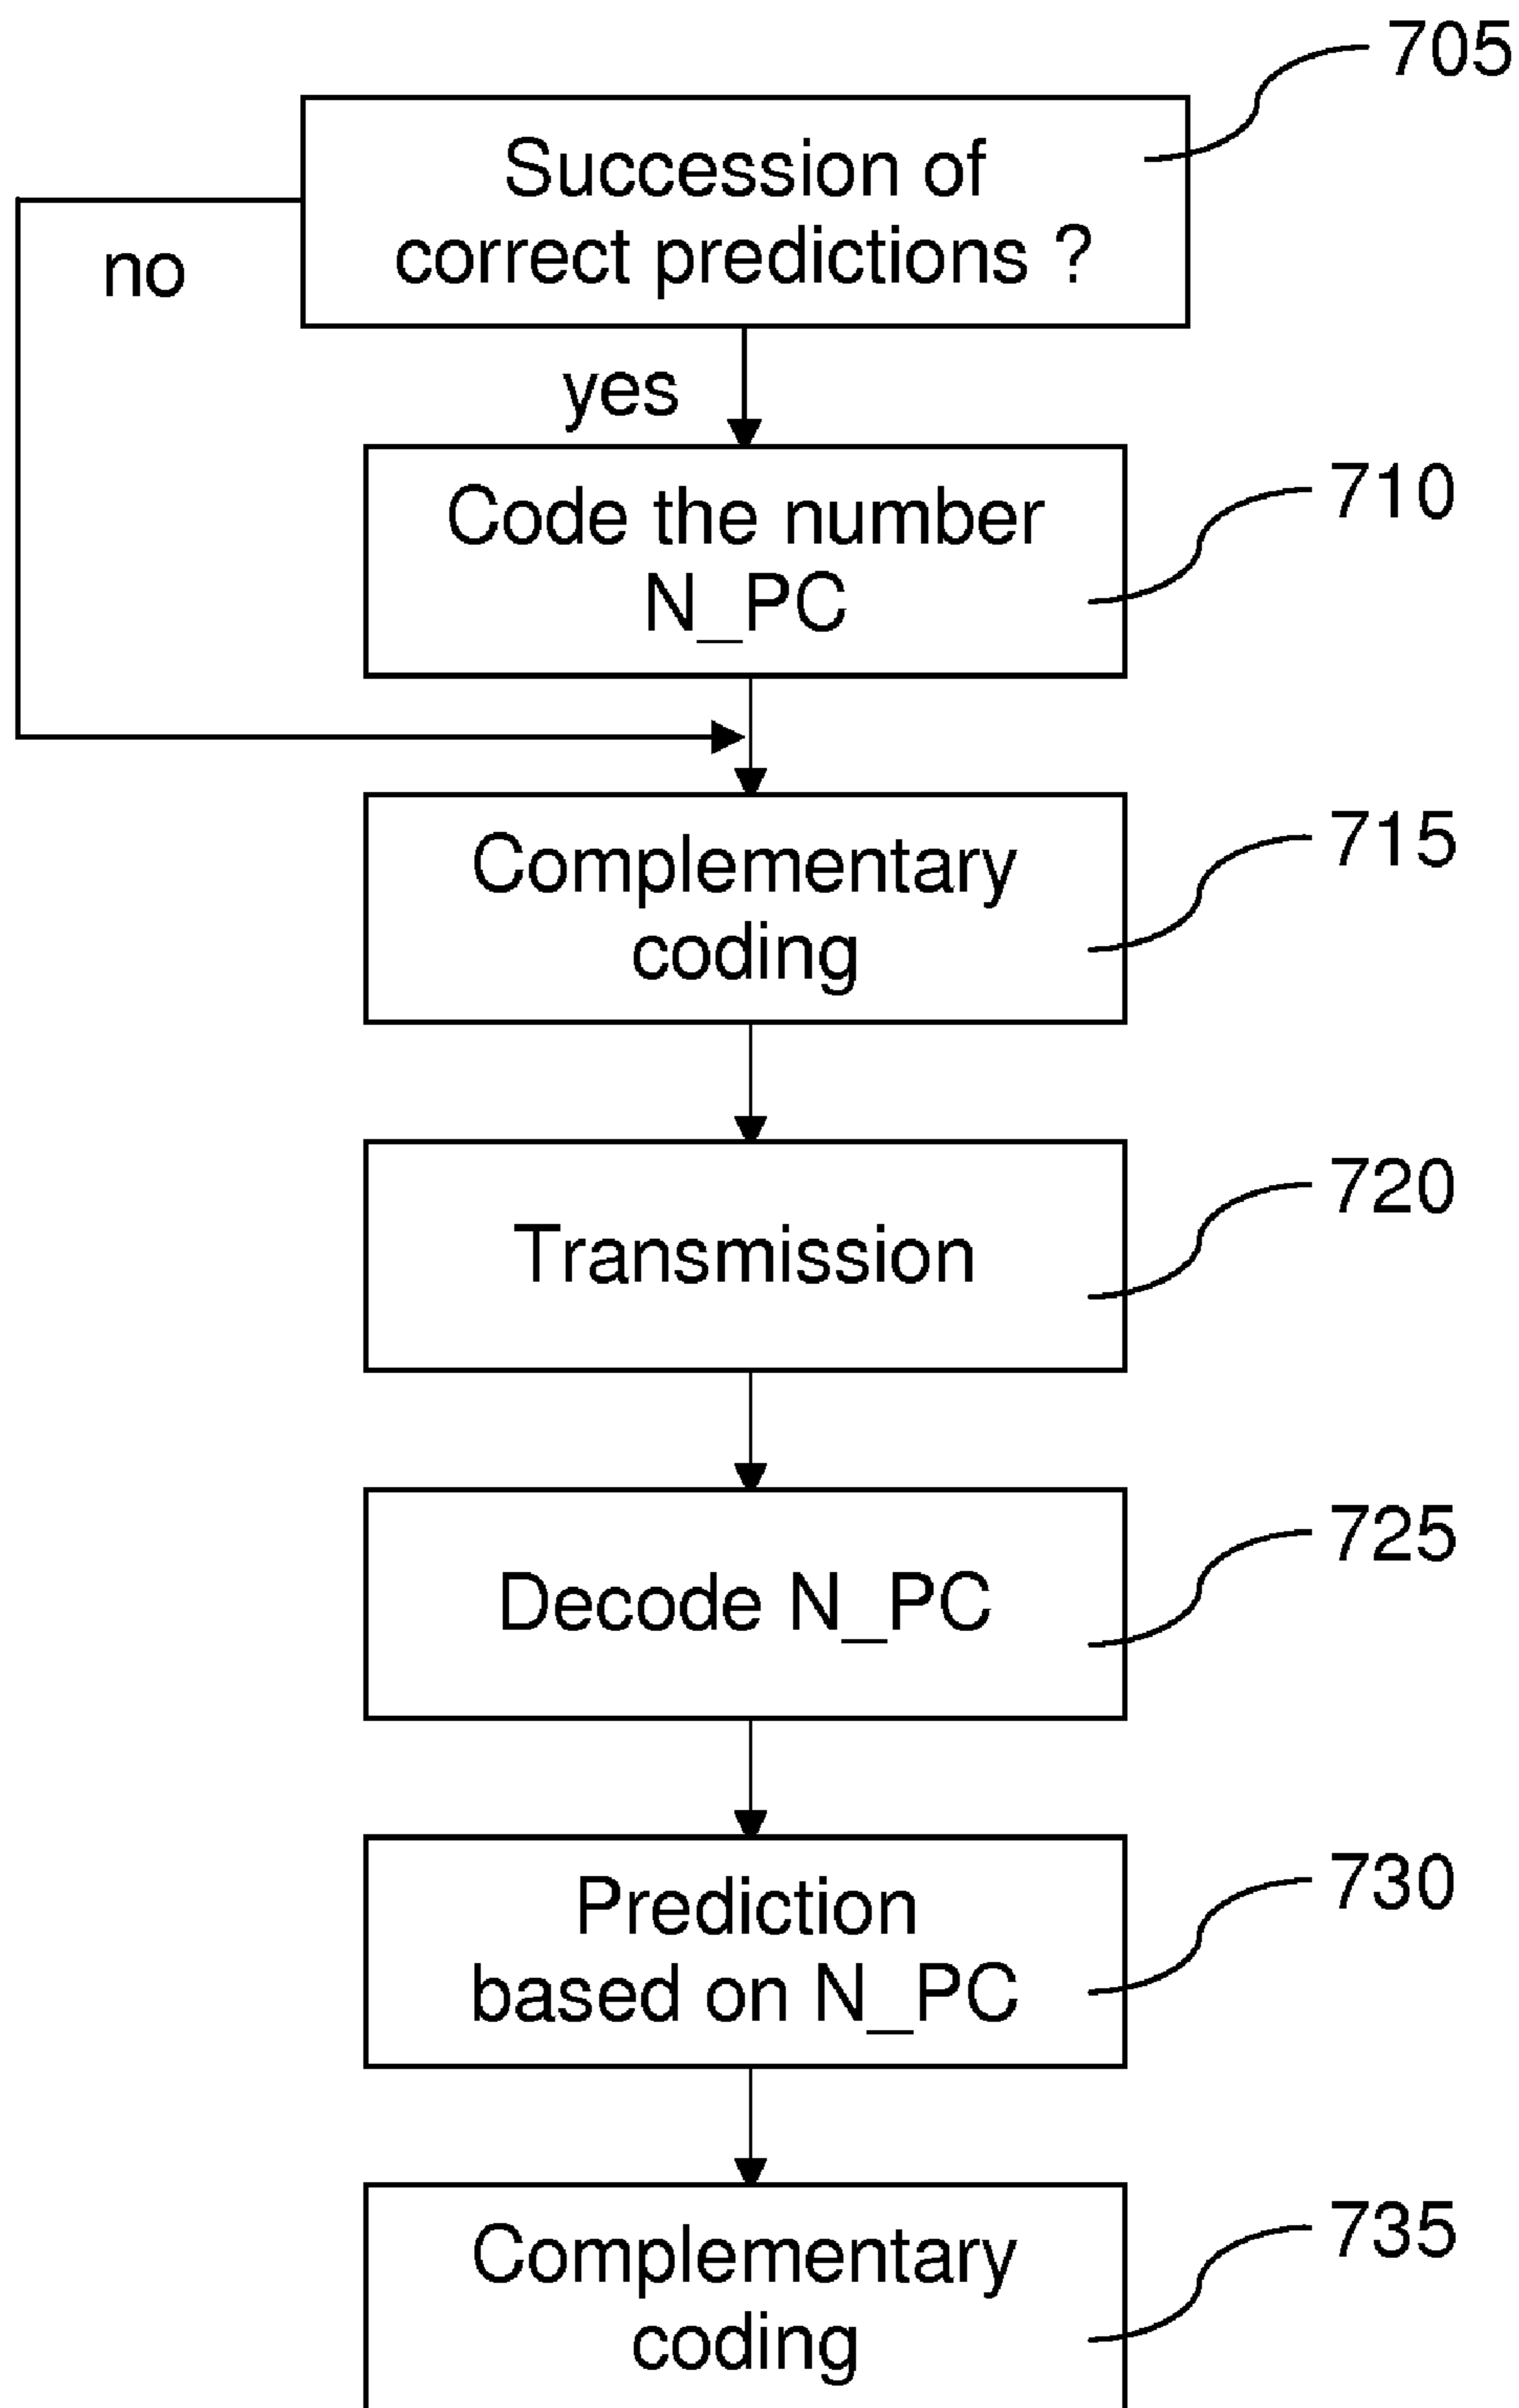 705
Succession of
correct predictions ?
no
yes
710
Code the number
N_PC
715
Complementary
coding
720
Transmission
725
Decode N_PC
730
Prediction
based on N_PC
735
Complementary
coding